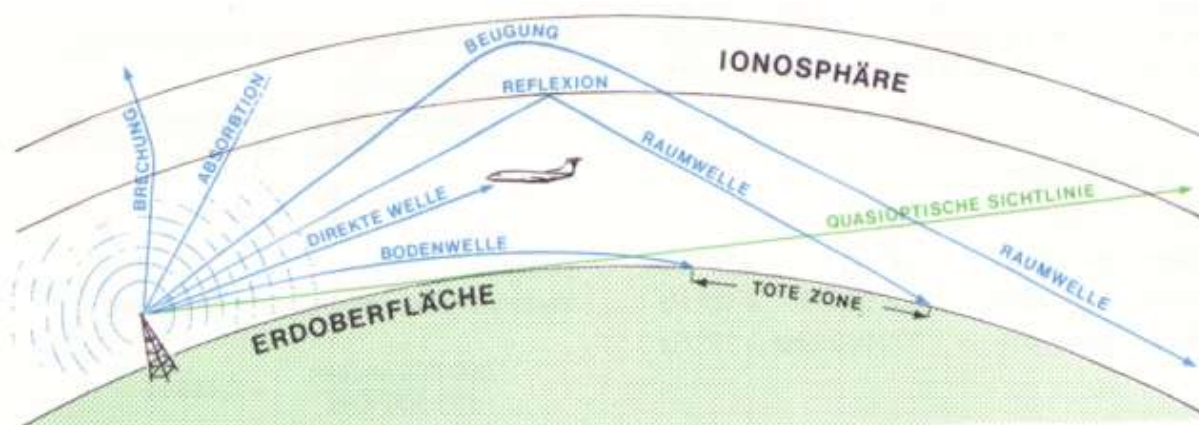 BEUGUNG
IONOSPHÄRE
REFLEXION
BRECHUNG
ABSORBTION
RAUMWELLE
DIREKTE WELLE
QUASIOPTISCHE SICHTLINIE
BODENWELLE
RAUMWELLE
TOTE ZONE
ERDOBERFLÄCHE